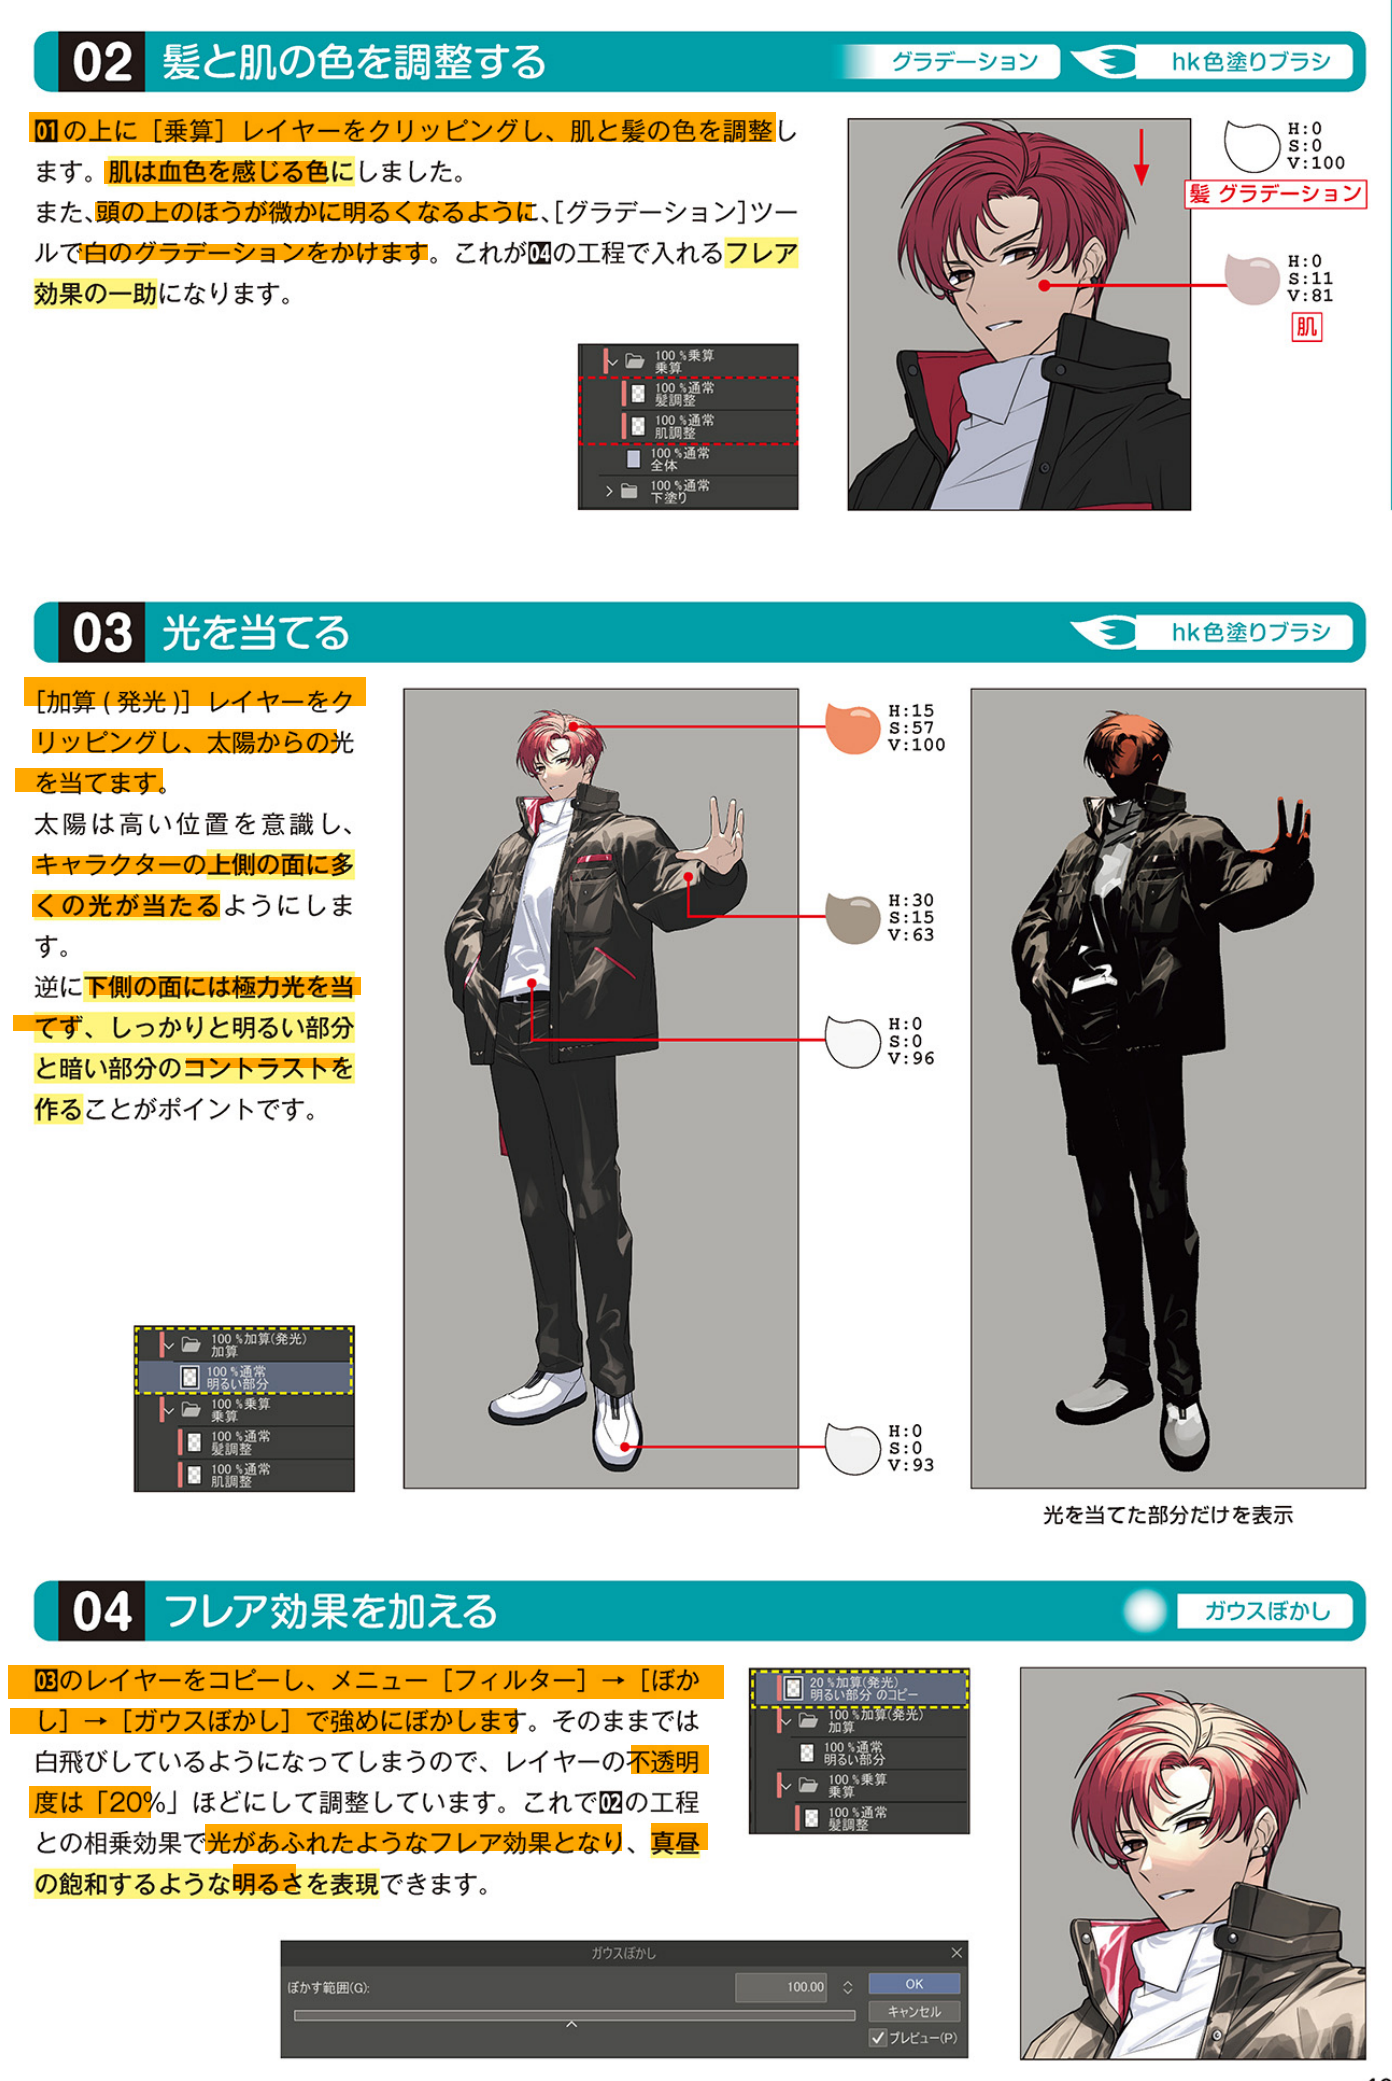 02 髪と肌の色を調整する
グラデーション
hk色塗りブラシ
01の上に［乗算］レイヤーをクリッピングし、肌と髪の色を調整し
ます。肌は血色を感じる色にしました。
また、頭の上のほうが微かに明るくなるように、［グラデーション］ツー
ルで白のグラデーションをかけます。これが04の工程で入れるフレア
効果の一助になります。
H:0
S:0
V:100
髪 グラデーション
H:0
S:11
V:81
肌
100 %乗算
乗算
100 %通常
髪調整
100 %通常
肌調整
100 %通常
全体
100 %通常
下塗り
03 光を当てる
hk色塗りブラシ
［加算(発光)］レイヤーをク
リッピングし、太陽からの光
を当てます。
太陽は高い位置を意識し、
キャラクターの上側の面に多
くの光が当たるようにしま
す。
逆に下側の面には極力光を当
てず、しっかりと明るい部分
と暗い部分のコントラストを
作ることがポイントです。
H:15
S:57
V:100
H:30
S:15
V:63
H:0
S:0
V:96
H:0
S:0
V:93
100 %加算(発光)
加算
100 %通常
明るい部分
100 %乗算
乗算
100 %通常
髪調整
100 %通常
肌調整
光を当てた部分だけを表示
04 フレア効果を加える
ガウスぼかし
03のレイヤーをコピーし、メニュー［フィルター］→［ぼか
し］→［ガウスぼかし］で強めにぼかします。そのままでは
白飛びしているようになってしまうので、レイヤーの不透明
度は「20%」ほどにして調整しています。これで02の工程
との相乗効果で光があふれたようなフレア効果となり、真昼
の飽和するような明るさを表現できます。
20 %加算(発光)
明るい部分 のコピー
100 %加算(発光)
加算
100 %通常
明るい部分
100 %乗算
乗算
100 %通常
髪調整
ガウスぼかし
ぼかす範囲(G):
100.00
OK
キャンセル
プレビュー(P)